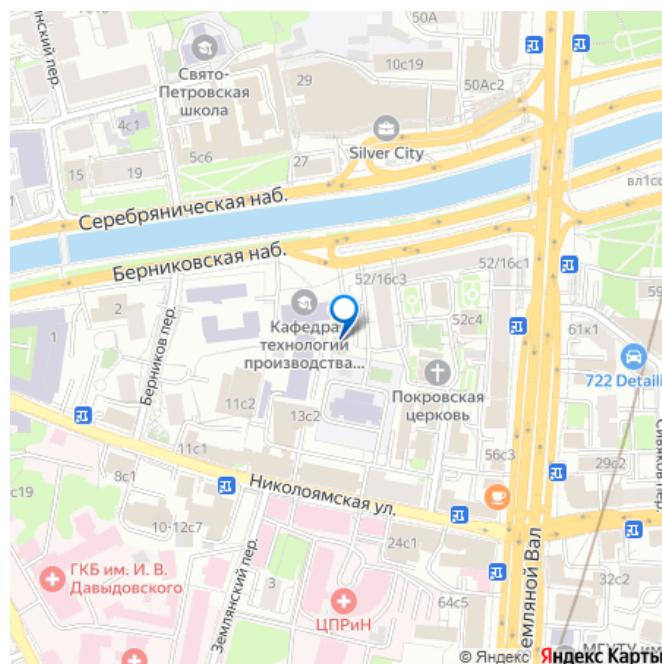 50А
10с19
50Ас2
Свято-
Петровская
школа
29
4с1
Silver City
5с6
27
15
19
Серебряническая наб.
Берниковская наб.
52/16с3
52/16с1
2
1
Берников пер.
Кафедра
технологии
производства...
52с4
61к1
722 Detaili
Покровская
церковь
11с2
13с2
11с1
56с3
29с2
8с1
Николоямская ул.
10-12с7
24с1
ГКБ им. И. В.
Давыдовского
Землянский пер.
3
ЦПРиН
64с5
32с2
© Яндекс Яндекс Карты